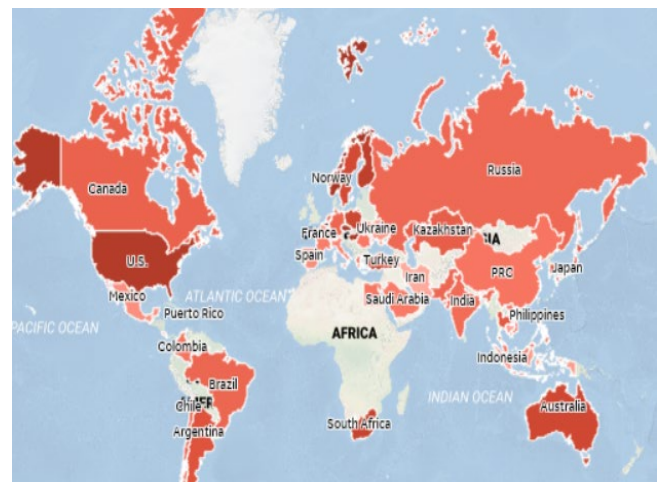 Canada
Norway
Russia
France
Ukraine
Kazakhstan
Spain
Turkey
PRC
Japan
U.S.
Iran
Mexico
ATLANTIC OCEAN
Saudi Arabia
India
Puerto Rico
Philippines
PACIFIC OCEAN
AFRICA
Colombia
Indonesia
Brazil
INDIAN OCEAN
Chile
Australia
Argentina
South Africa